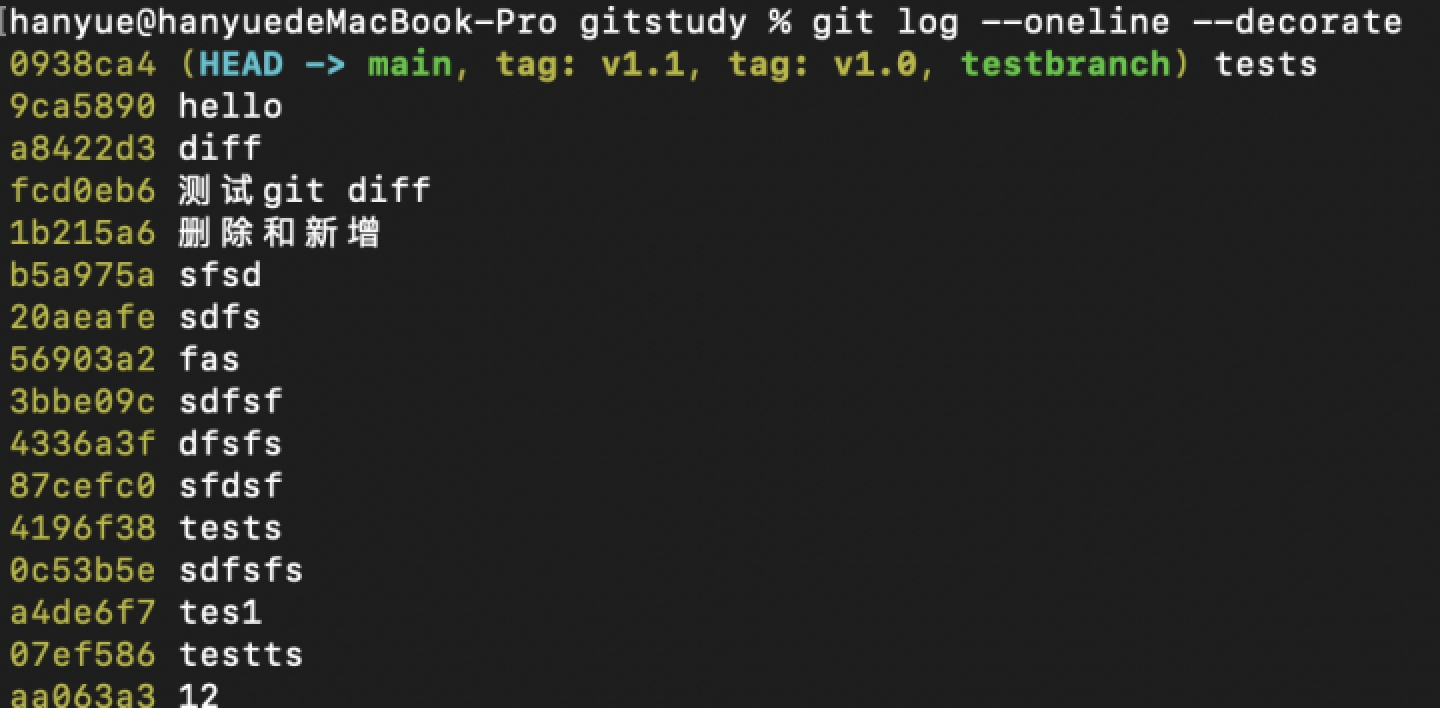 [hanyue@hanyuedeMacBook-Pro gitstudy % git log --oneline --decorate
0938ca4 (HEAD -> main, tag: v1.1, tag: v1.0, testbranch) tests
9ca5890 hello
a8422d3 diff
fcd0eb6 测试git diff
1b215a6 删除和新增
b5a975a sfsd
20aeafe sdfs
56903a2 fas
3bbe09c sdfsf
4336a3f dfsfs
87cefc0 sfdsf
4196f38 tests
0c53b5e sdfsfs
a4de6f7 tes1
07ef586 testts
aa063a3 12